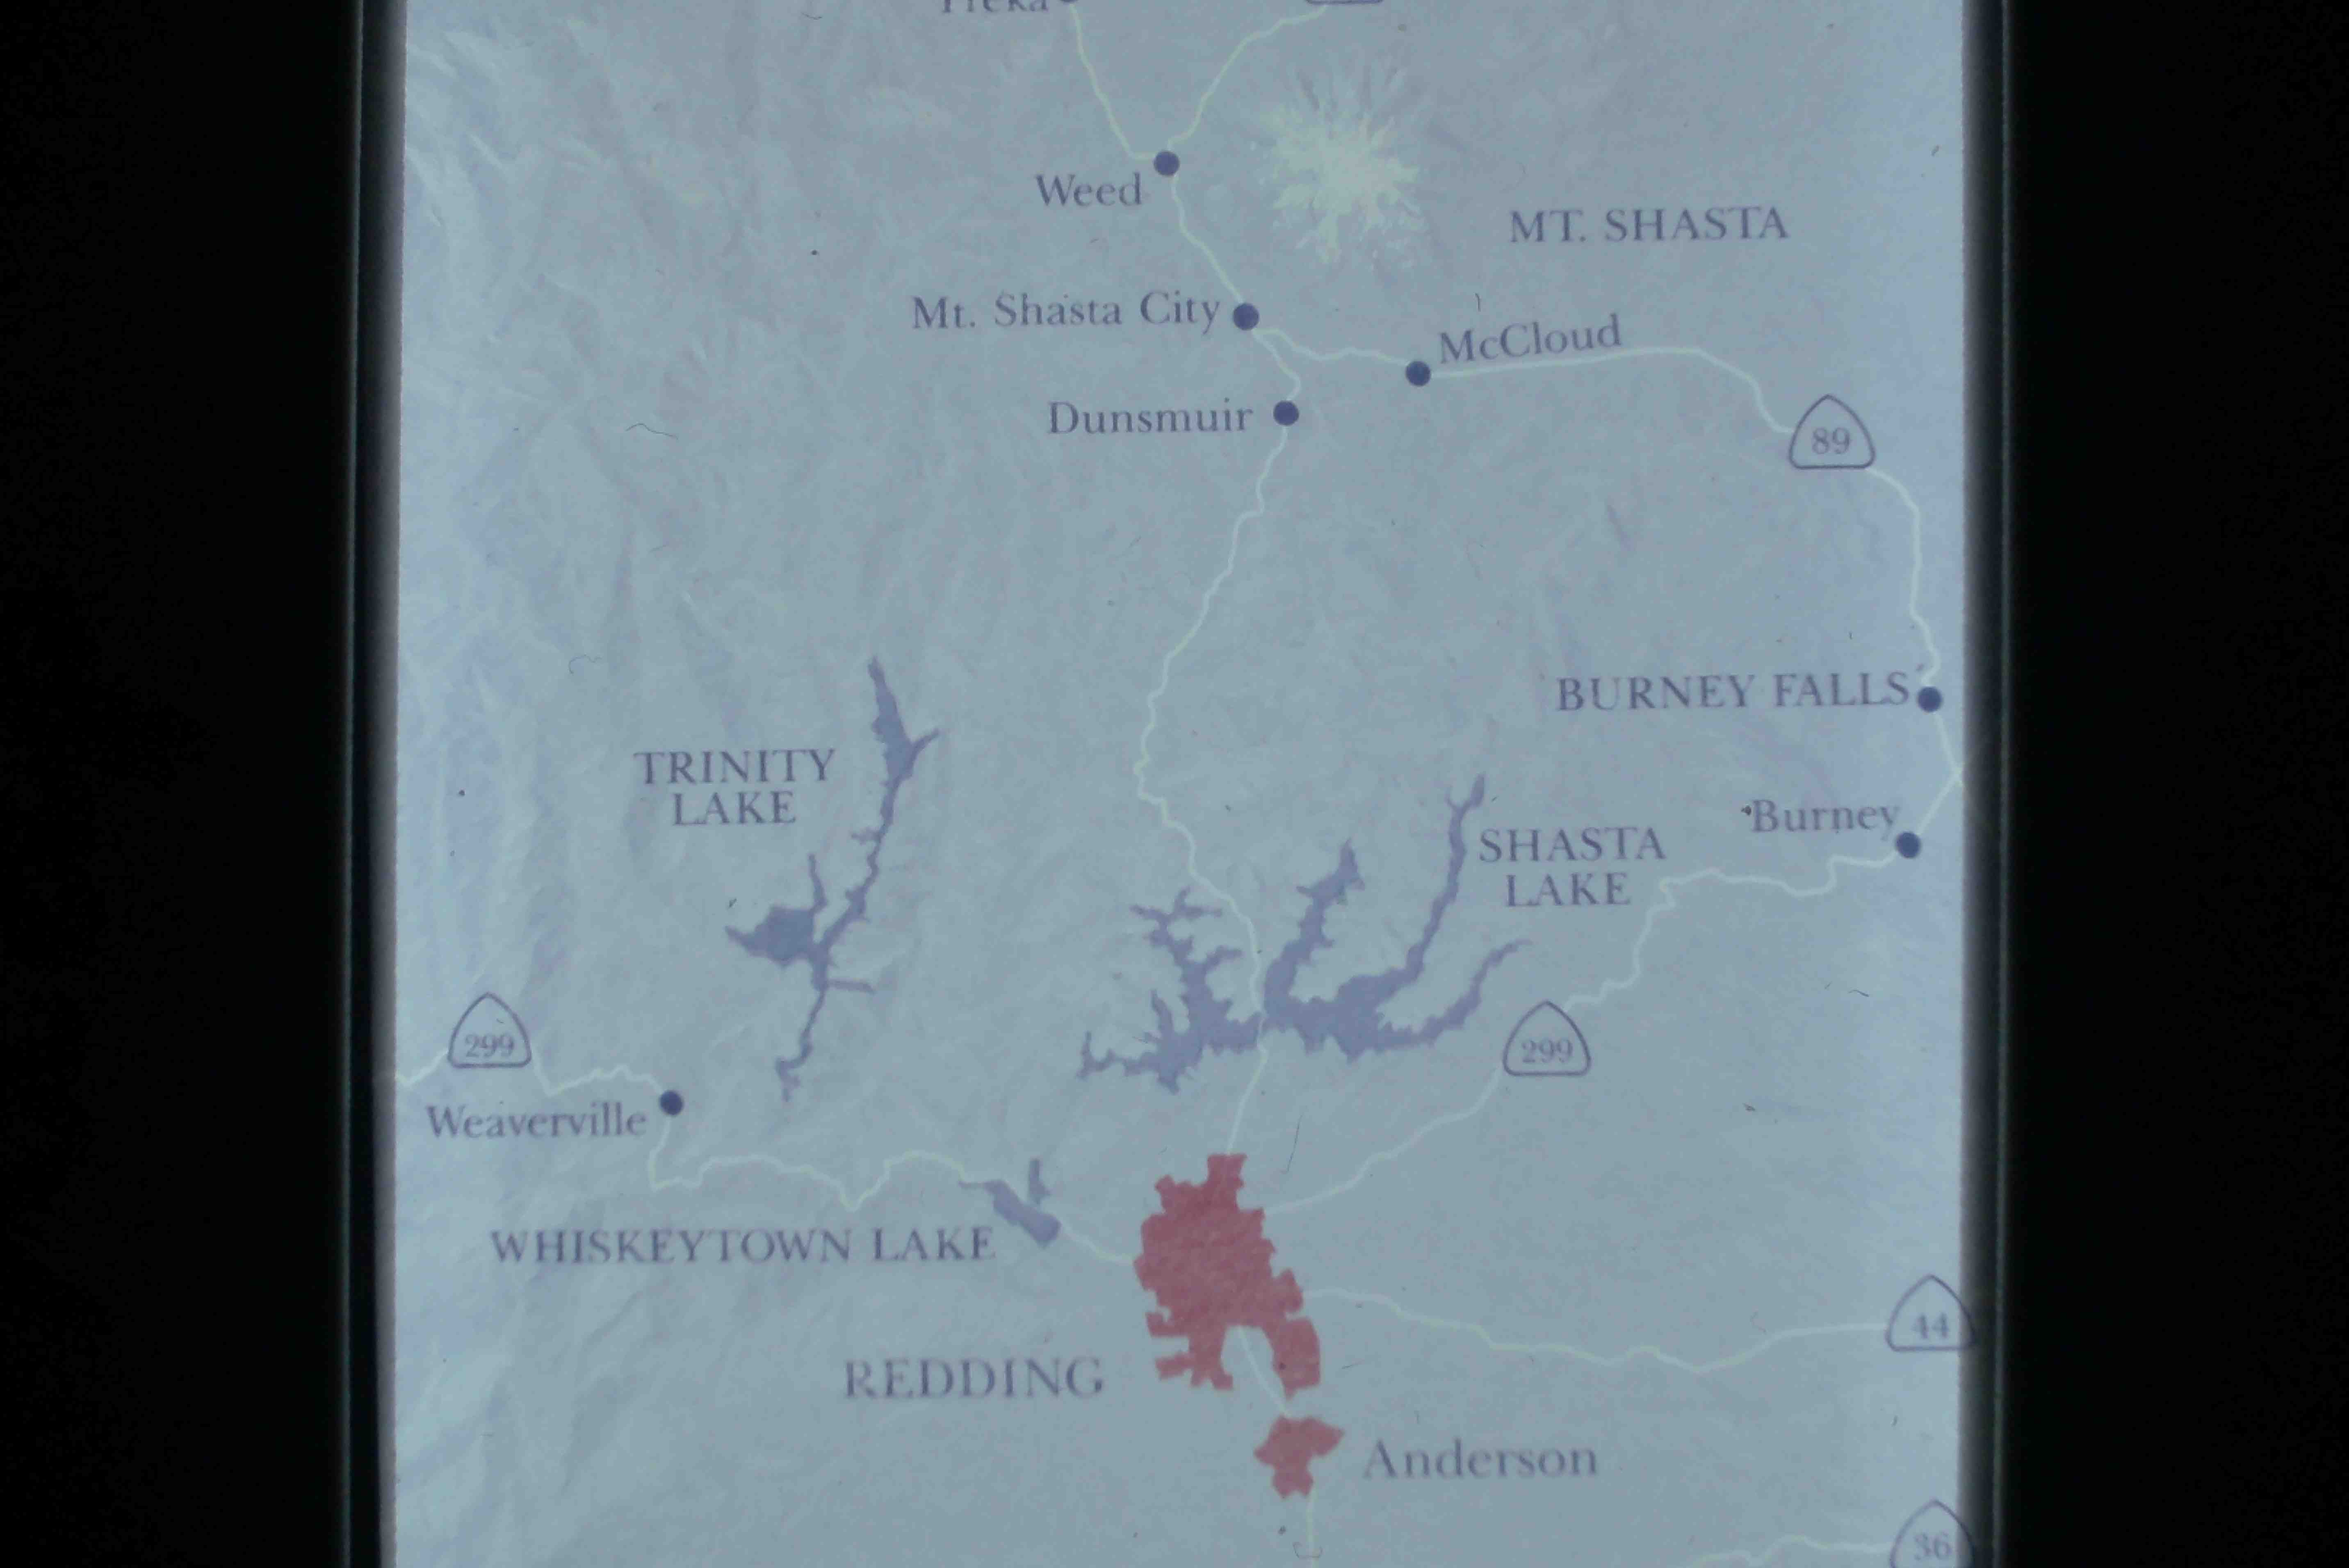 Weed
MT. SHASTA
Mt. Shasta City
McCloud
Dunsmuir
89
BURNEY FALLS
TRINITY
LAKE
Burney
SHASTA
LAKE
299
299
Weaverville
WHISKEYTOWN LAKE
44
REDDING
Anderson
36